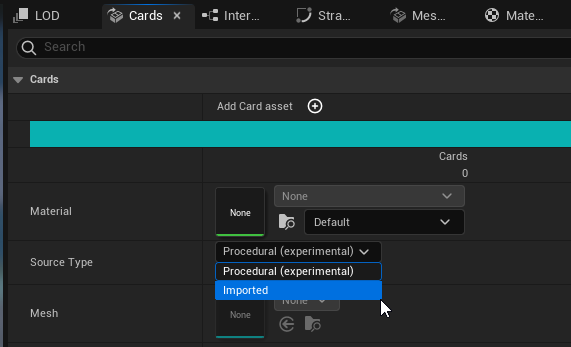 LOD Cards Inter... Stra... Mes... Mate...
Search
Cards
Add Card asset
Cards
0
Material None None
Default
Source Type Procedural (experimental)
Procedural (experimental)
Imported
Mesh None None